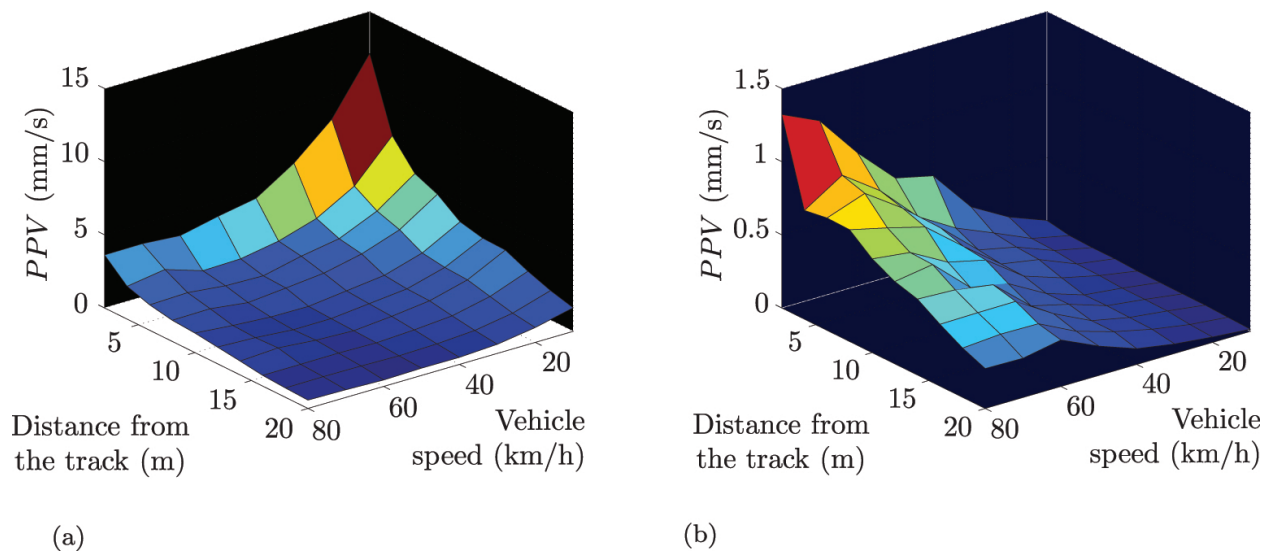 15
10
5
0
PPV (mm/s)
5
10
15
20
Distance from
the track (m)
80
60
40
20
Vehicle
speed (km/h)
(a)
1.5
1
0.5
0
PPV (mm/s)
5
10
15
20
Distance from
the track (m)
80
60
40
20
Vehicle
speed (km/h)
(b)